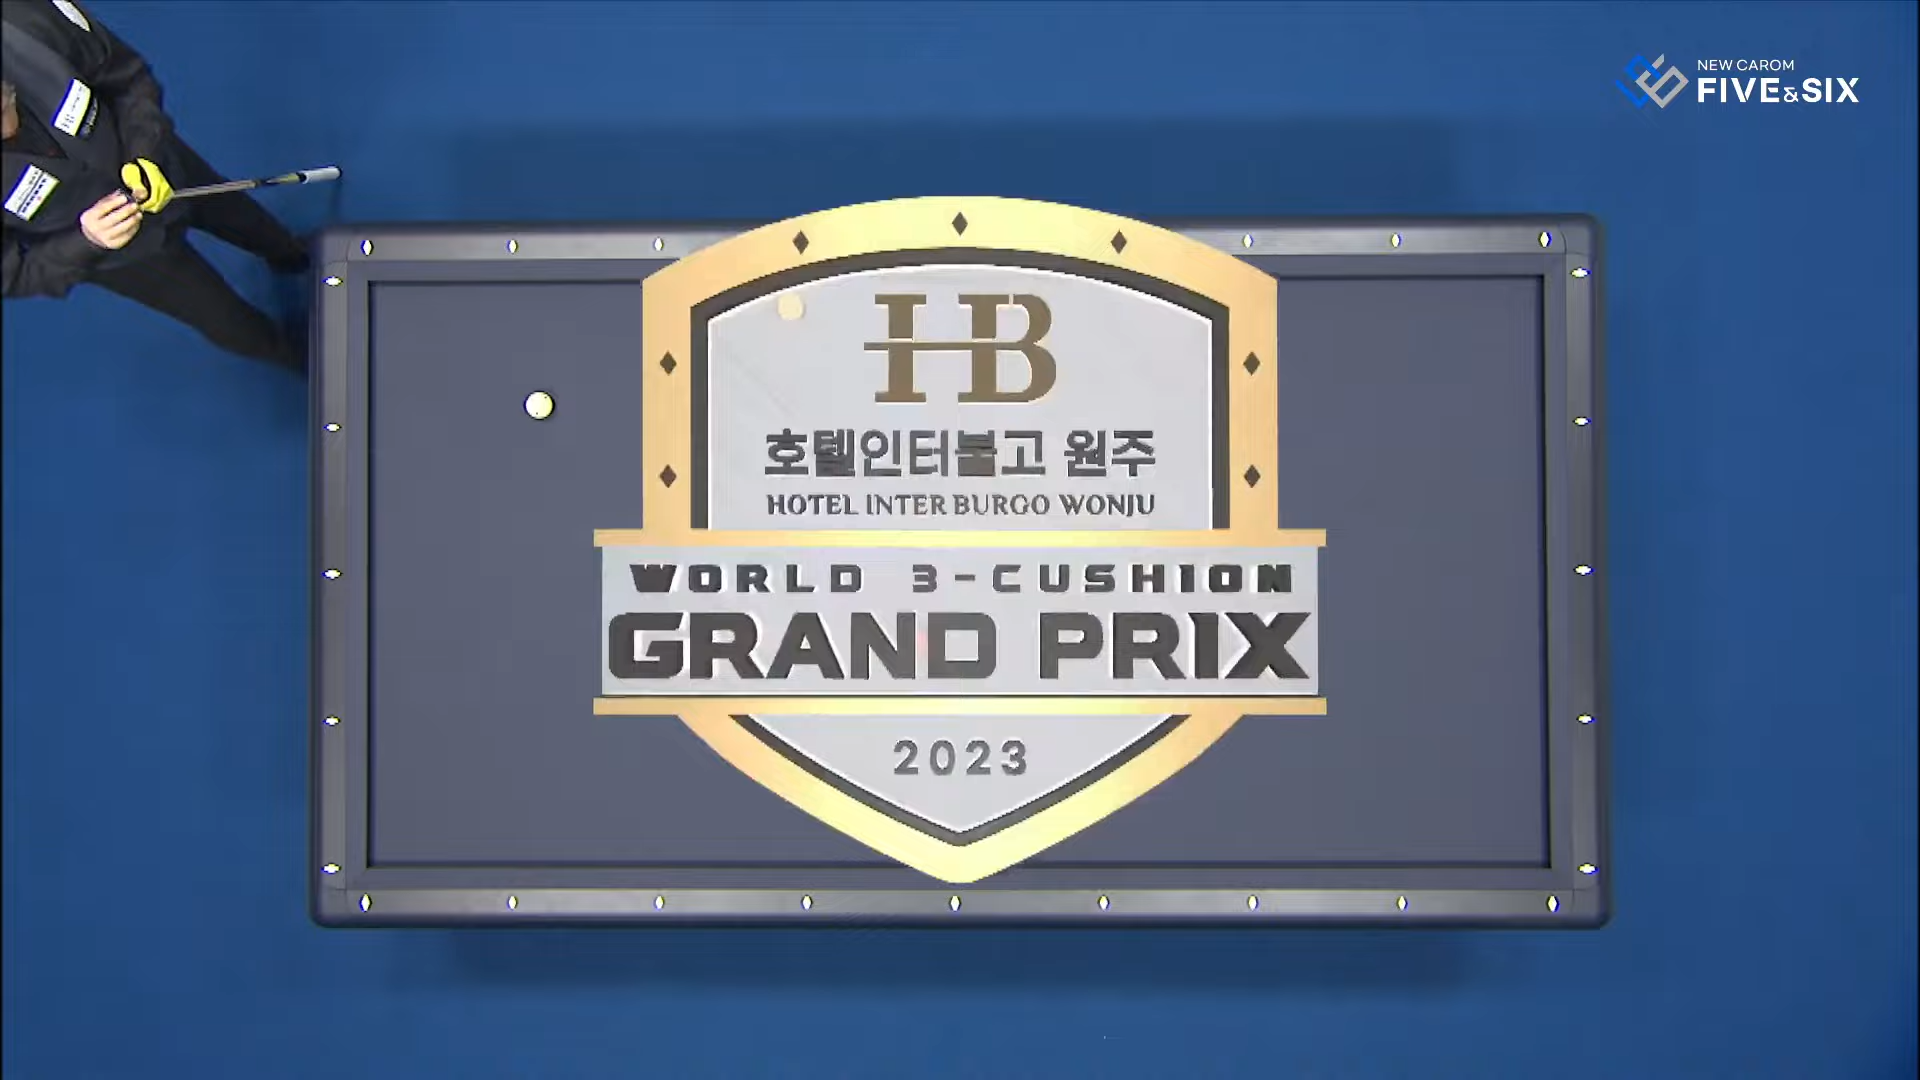 NEW CAROM
FIVE&SIX
HB
호텔인터불고 원주
HOTEL INTER BURGO WONJU
WORLD 3-CUSHION
GRAND PRIX
2023